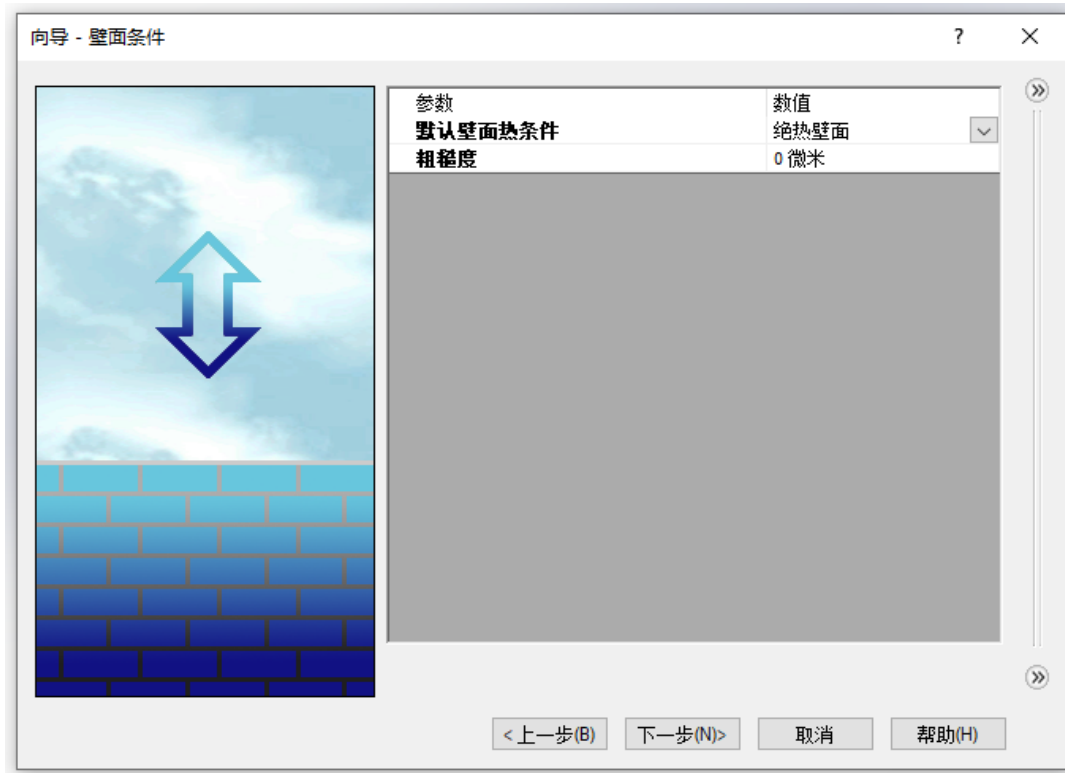 向导 - 壁面条件
?
参数 数值
默认壁面热条件 绝热壁面
粗糙度 0 微米
<上一步(B) 下一步(N)> 取消 帮助(H)